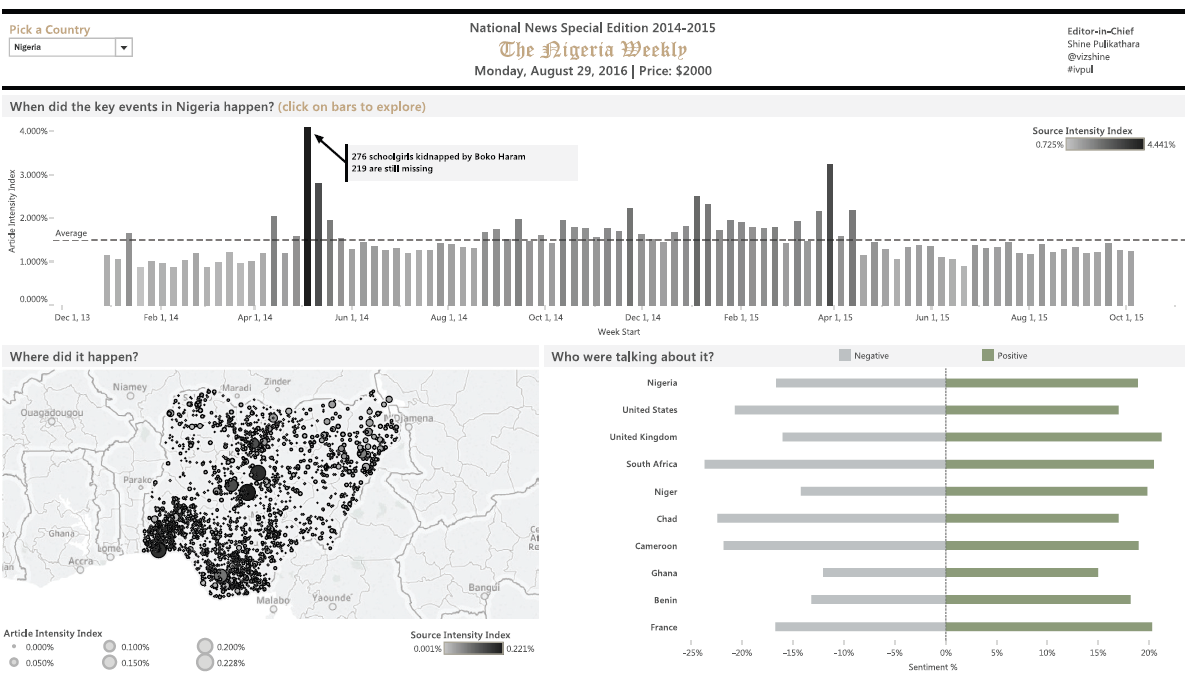 Pick a Country
Nigeria
National News Special Edition 2014-2015
The Nigeria Weekly
Monday, August 29, 2016 | Price: $2000
Editor-in-Chief
Shine Pulikathara
@vizshine
#ivpul
When did the key events in Nigeria happen? (click on bars to explore)
Source Intensity Index
0.725% 4.441%
276 schoolgirls kidnapped by Boko Haram
219 are still missing
Article Intensity Index
4.000%
3.000%
2.000%
Average
1.000%
0.000%
Dec 1, 13 Feb 1, 14 Apr 1, 14 Jun 1, 14 Aug 1, 14 Oct 1, 14 Dec 1, 14 Feb 1, 15 Apr 1, 15 Jun 1, 15 Aug 1, 15 Oct 1, 15
Week Start
Where did it happen?
Niamey
Maradi
Zinder
Ouagadougou
N'Djamena
Parako
Ghana
Lome
Accra
Ce
Af
Re
an
Malabo
Yaounde
Bangui
Article Intensity Index
0.000% 0.100% 0.200%
0.050% 0.150% 0.228%
Source Intensity Index
0.001% 0.221%
Who were talking about it?
Negative Positive
Nigeria
United States
United Kingdom
South Africa
Niger
Chad
Cameroon
Ghana
Benin
France
-25% -20% -15% -10% -5% 0% 5% 10% 15% 20%
Sentiment %